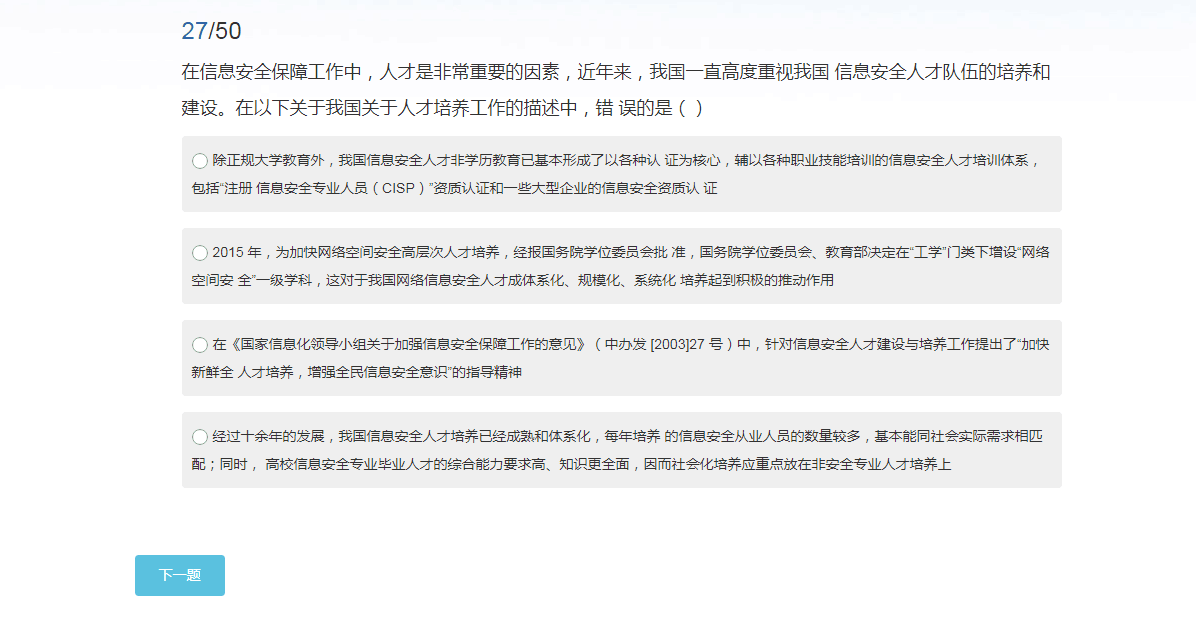 27/50
在信息安全保障工作中，人才是非常重要的因素，近年来，我国一直高度重视我国 信息安全人才队伍的培养和
建设。在以下关于我国关于人才培养工作的描述中，错 误的是（ ）
除正规大学教育外，我国信息安全人才非学历教育已基本形成了以各种认 证为核心，辅以各种职业技能培训的信息安全人才培训体系，
包括“注册 信息安全专业人员（CISP）”资质认证和一些大型企业的信息安全资质认 证
2015 年，为加快网络空间安全高层次人才培养，经报国务院学位委员会批 准，国务院学位委员会、教育部决定在“工学”门类下增设“网络
空间安 全”一级学科，这对于我国网络信息安全人才成体系化、规模化、系统化 培养起到积极的推动作用
在《国家信息化领导小组关于加强信息安全保障工作的意见》（中办发 [2003]27 号）中，针对信息安全人才建设与培养工作提出了“加快
新鲜全 人才培养，增强全民信息安全意识”的指导精神
经过十余年的发展，我国信息安全人才培养已经成熟和体系化，每年培养 的信息安全从业人员的数量较多，基本能同社会实际需求相匹
配；同时， 高校信息安全专业毕业人才的综合能力要求高、知识更全面，因而社会化培养应重点放在非安全专业人才培养上
下一题